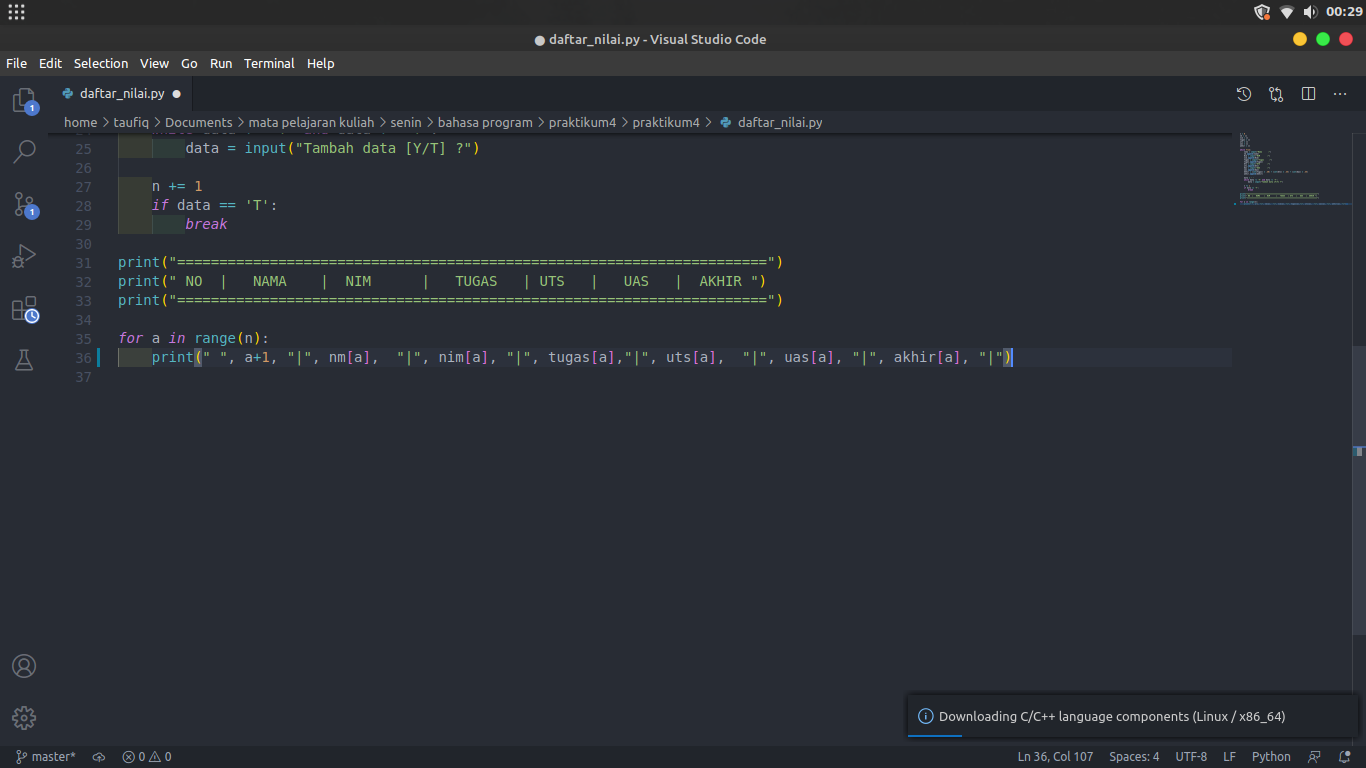 00:29
● daftar_nilai.py - Visual Studio Code
File Edit Selection View Go Run Terminal Help
1 daftar_nilai.py ●
home > taufiq > Documents > mata pelajaran kuliah > senin > bahasa program > praktikum4 > praktikum4 > daftar_nilai.py
25 data = input("Tambah data [Y/T] ?")
26
27 n += 1
28 if data == 'T':
29 break
30
31 print("======================================================================")
32 print(" NO  |   NAMA    |  NIM      |   TUGAS   | UTS   |   UAS   |  AKHIR ")
33 print("======================================================================")
34
35 for a in range(n):
36 print(" ", a+1, "|", nm[a],  "|", nim[a], "|", tugas[a],"|", uts[a],  "|", uas[a], "|", akhir[a], "|")
37
1
Downloading C/C++ language components (Linux / x86_64)
master* 0 0 Ln 36, Col 107 Spaces: 4 UTF-8 LF Python